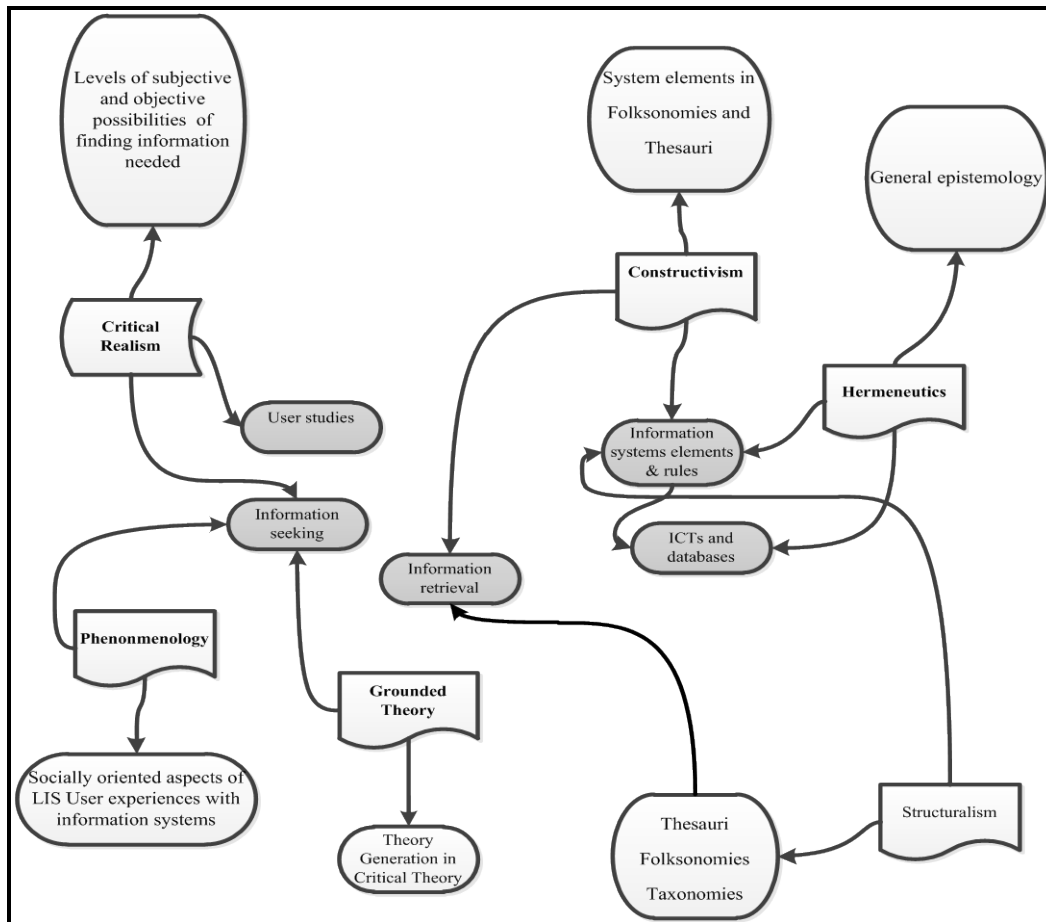 Levels of subjective
and objective
possibilities of
finding information
needed
System elements in
Folksonomies and
Thesauri
General epistemology
Constructivism
Critical
Realism
Hermeneutics
User studies
Information
systems elements
& rules
Information
seeking
ICTs and
databases
Information
retrieval
Phenonmenology
Grounded
Theory
Socially oriented aspects of
LIS User experiences with
information systems
Structuralism
Thesauri
Folksonomies
Taxonomies
Theory
Generation in
Critical Theory